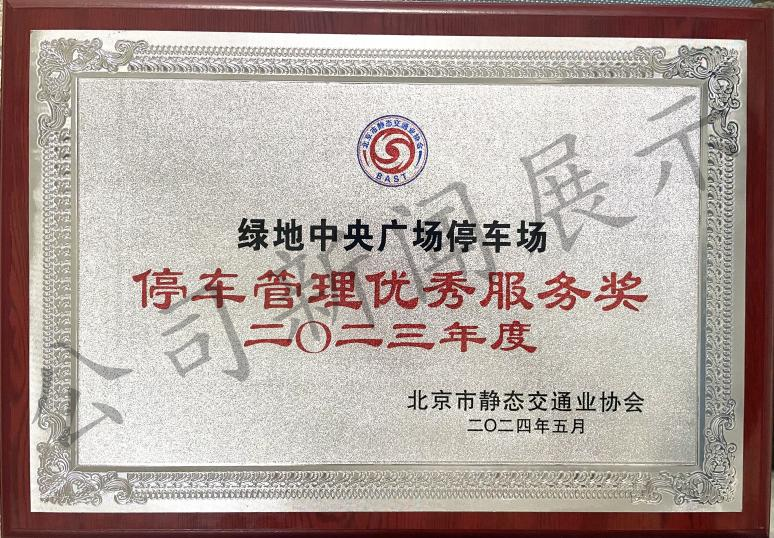 北京市静态交通业协会
BAST
绿地中央广场停车场
停车管理优秀服务奖
二〇二三年度
北京市静态交通业协会
二〇二四年五月
公司新闻展示